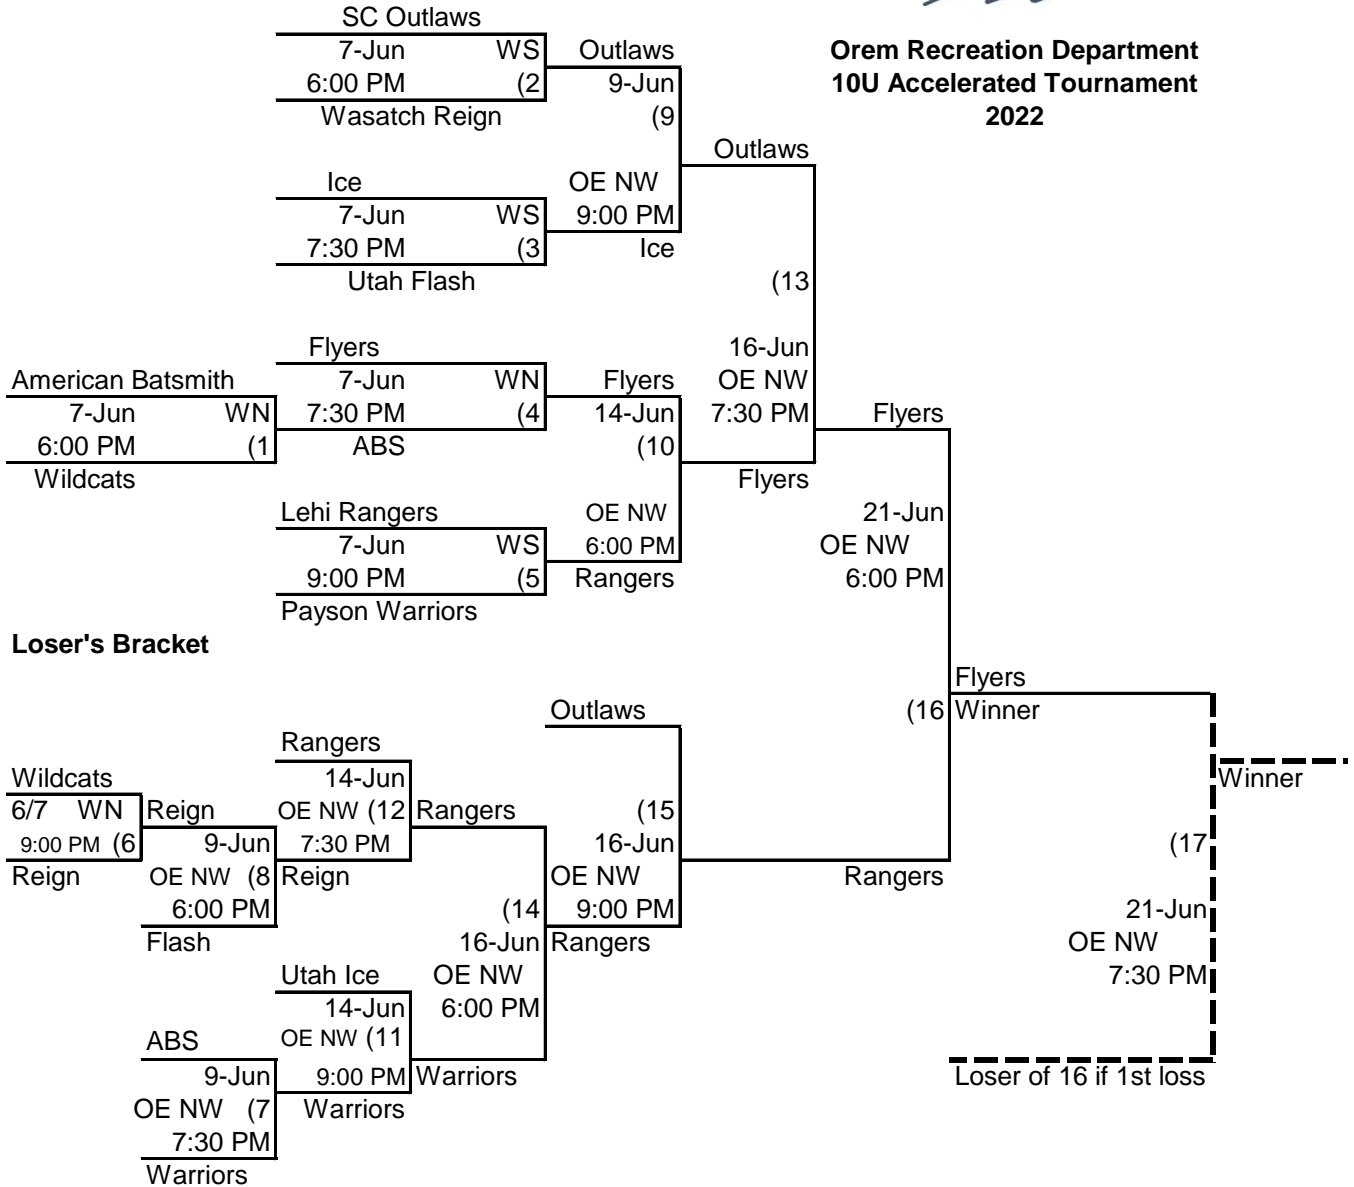 SC Outlaws
7-Jun WS Outlaws
6:00 PM (2 9-Jun
Wasatch Reign (9
Orem Recreation Department
10U Accelerated Tournament
2022
Outlaws
Ice OE NW
7-Jun WS 9:00 PM
7:30 PM (3 Ice
Utah Flash (13
Flyers 16-Jun
American Batsmith 7-Jun WN Flyers OE NW
7-Jun WN 7:30 PM (4 14-Jun 7:30 PM Flyers
6:00 PM (1 ABS (10
Wildcats Flyers
Lehi Rangers OE NW 21-Jun
7-Jun WS 6:00 PM OE NW
9:00 PM (5 Rangers 6:00 PM
Payson Warriors
Loser's Bracket
Flyers
Outlaws (16 Winner
Rangers
Wildcats 14-Jun Winner
6/7 WN Reign OE NW (12 Rangers (15
9:00 PM (6 9-Jun 7:30 PM 16-Jun (17
Reign OE NW (8 Reign OE NW Rangers
6:00 PM (14 9:00 PM 21-Jun
Flash 16-Jun Rangers OE NW
Utah Ice OE NW 7:30 PM
14-Jun 6:00 PM
ABS OE NW (11
9-Jun 9:00 PM Warriors Loser of 16 if 1st loss
OE NW (7 Warriors
7:30 PM
Warriors